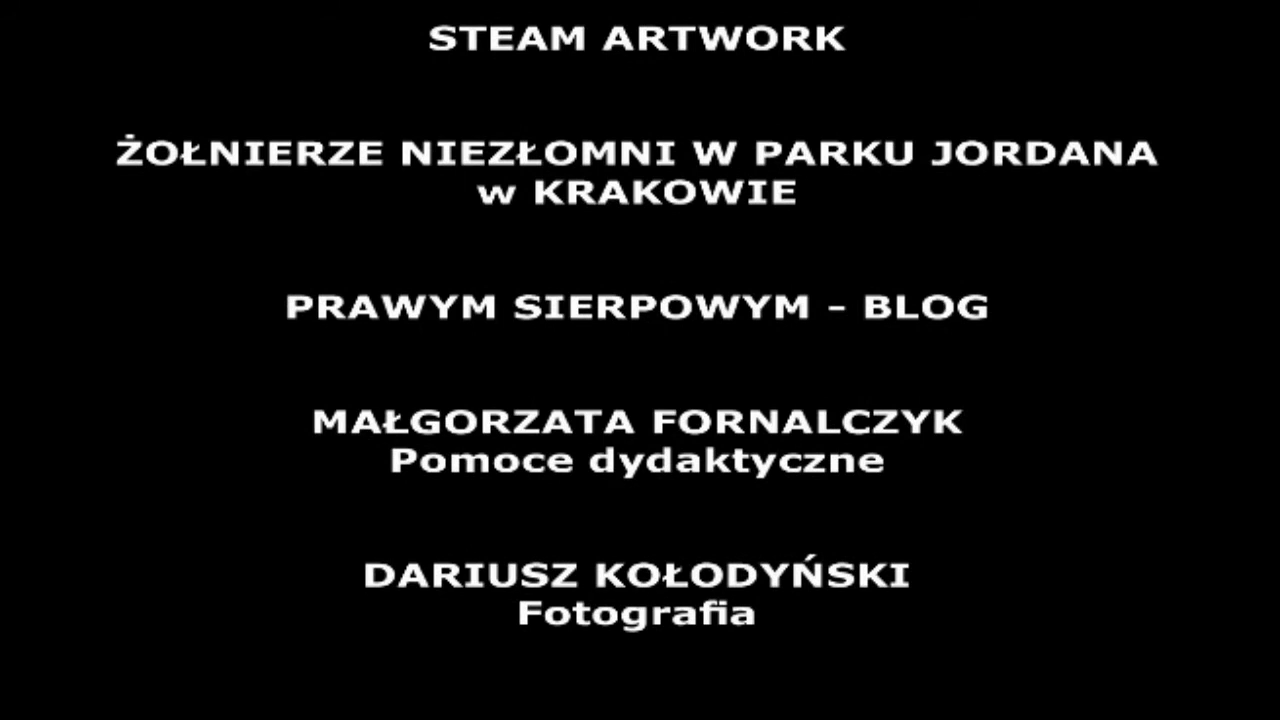 STEAM ARTWORK
ŻOŁNIERZE NIEZŁOMNI W PARKU JORDANA
w KRAKOWIE
PRAWYM SIERPOWYM - BLOG
MAŁGORZATA FORNALCZYK
Pomoce dydaktyczne
DARIUSZ KOŁODYŃSKI
Fotografia